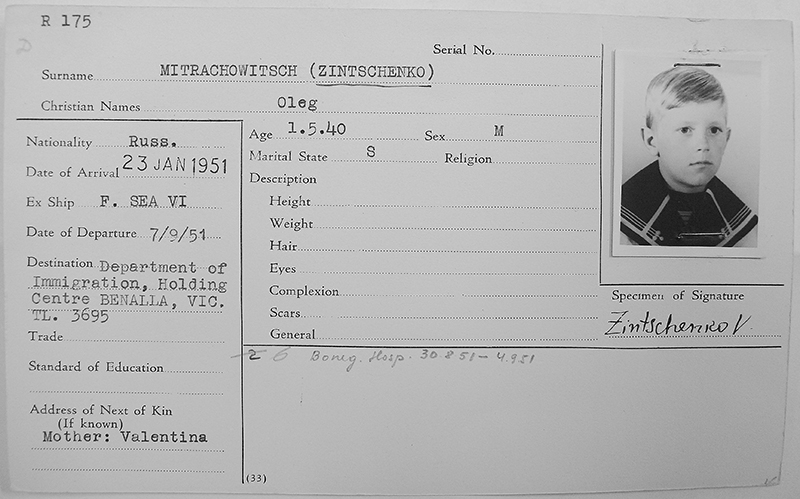 R 175
Serial No.
Surname MITRACHOWITSCH (ZINTSCHENKO)
Christian Names Oleg
Nationality Russ.
Date of Arrival 23 JAN 1951
Ex Ship F. SEA VI
Date of Departure 7/9/51
Destination Department of
Immigration, Holding
Centre BENALLA, VIC.
TL. 3695
Trade
Standard of Education
Address of Next of Kin
(If known)
Mother: Valentina
Age 1.5.40 Sex M
Marital State S Religion
Description
Height
Weight
Hair
Eyes
Complexion
Scars
General
Specimen of Signature
Zintschenko V.
2 6 Boneg. Hosp. 30.8.51 - 4.9.51
(33)